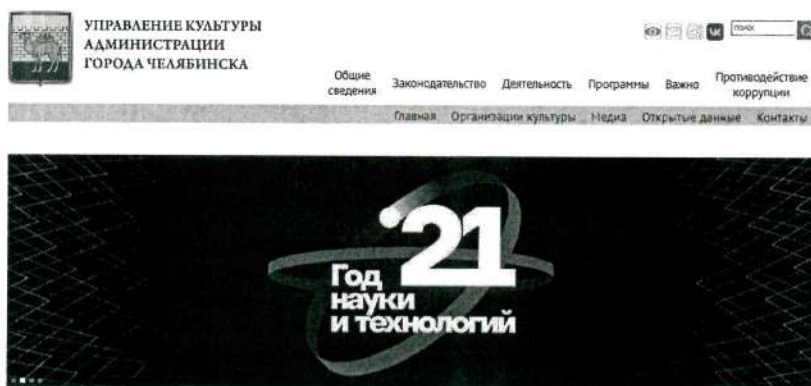 УПРАВЛЕНИЕ КУЛЬТУРЫ
АДМИНИСТРАЦИИ
ГОРОДА ЧЕЛЯБИНСКА
поиск
Общие сведения
Законодательство
Деятельность
Программы
Важно
Противодействие коррупции
Главная
Организации культуры
Медиа
Открытые данные
Контакты
'21
Год
науки
и технологий